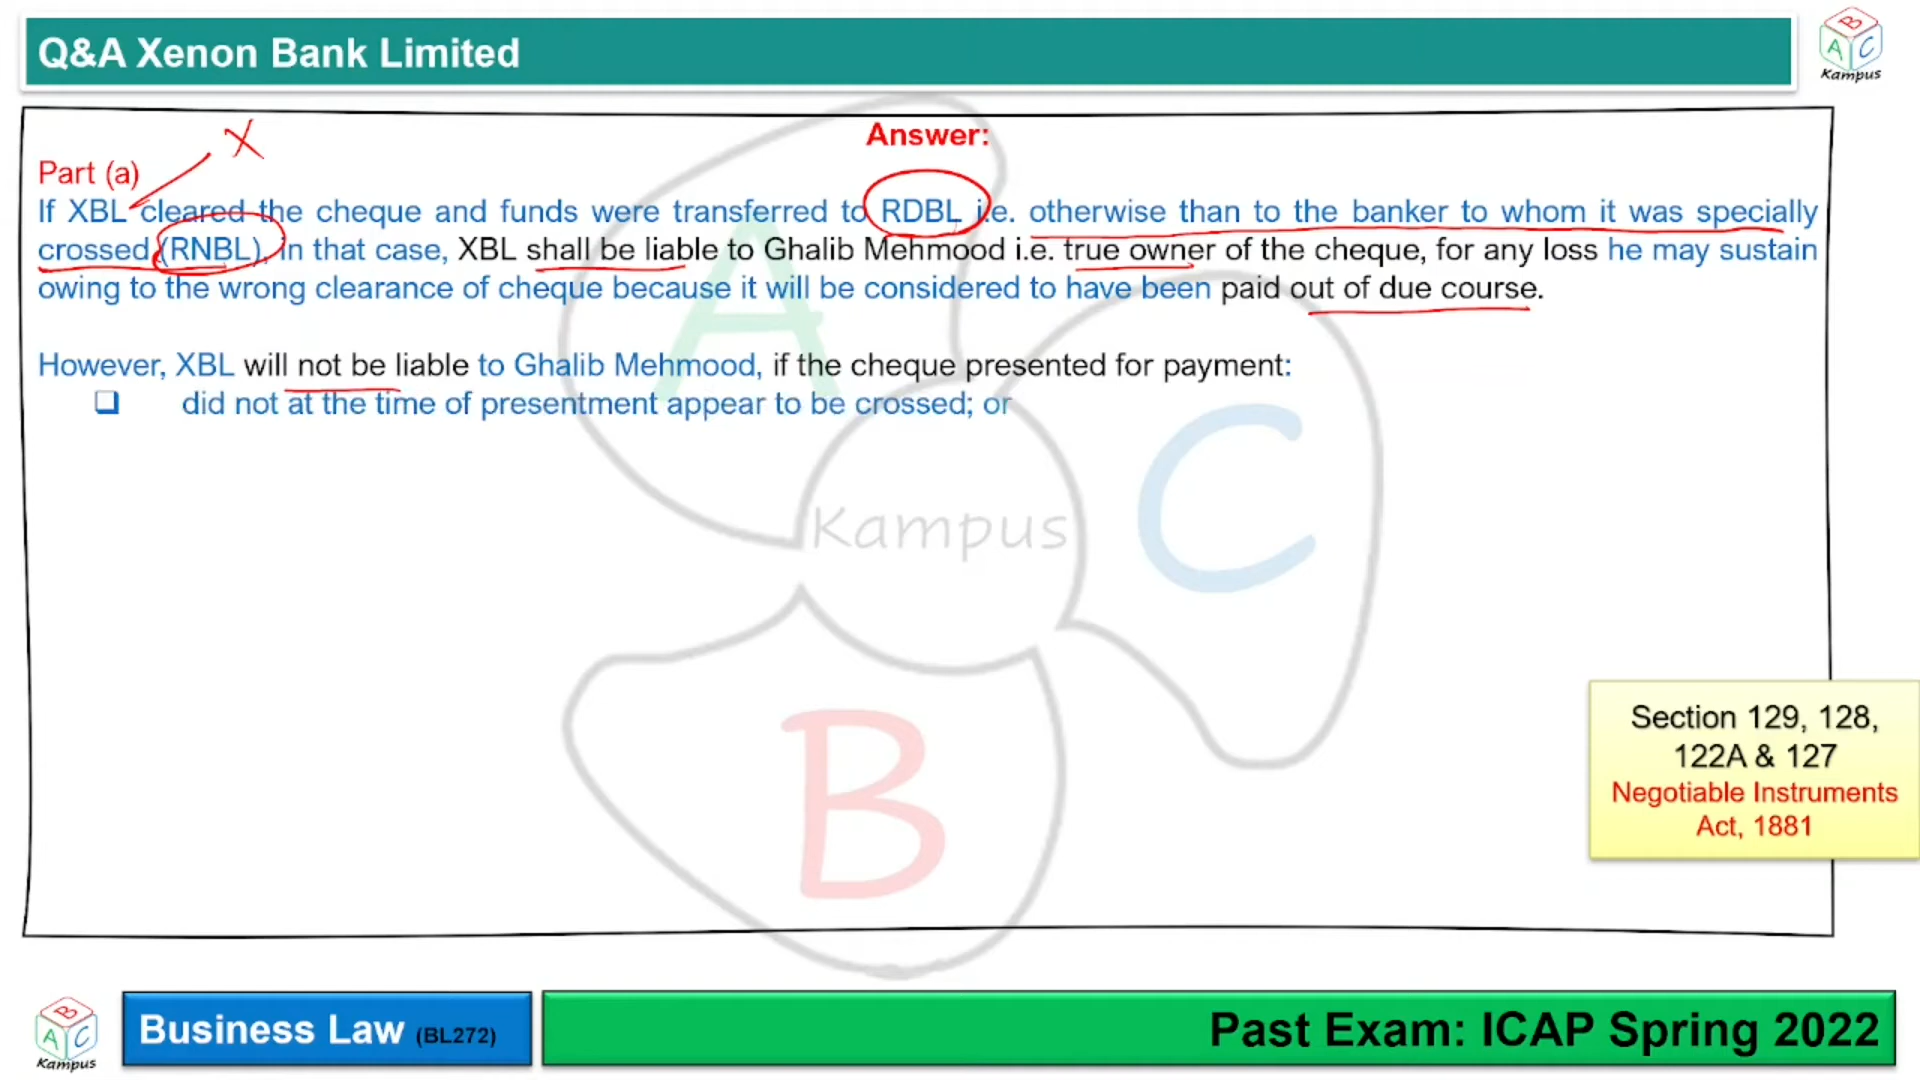 Q&A Xenon Bank Limited
B
A C
Kampus
X
Answer:
Part (a)
If XBL cleared the cheque and funds were transferred to RDBL i.e. otherwise than to the banker to whom it was specially
crossed (RNBL), in that case, XBL shall be liable to Ghalib Mehmood i.e. true owner of the cheque, for any loss he may sustain
owing to the wrong clearance of cheque because it will be considered to have been paid out of due course.
However, XBL will not be liable to Ghalib Mehmood, if the cheque presented for payment:
❑ did not at the time of presentment appear to be crossed; or
A
C
Kampus
B
Section 129, 128,
122A & 127
Negotiable Instruments
Act, 1881
B
A C
Kampus
Business Law (BL272)
Past Exam: ICAP Spring 2022